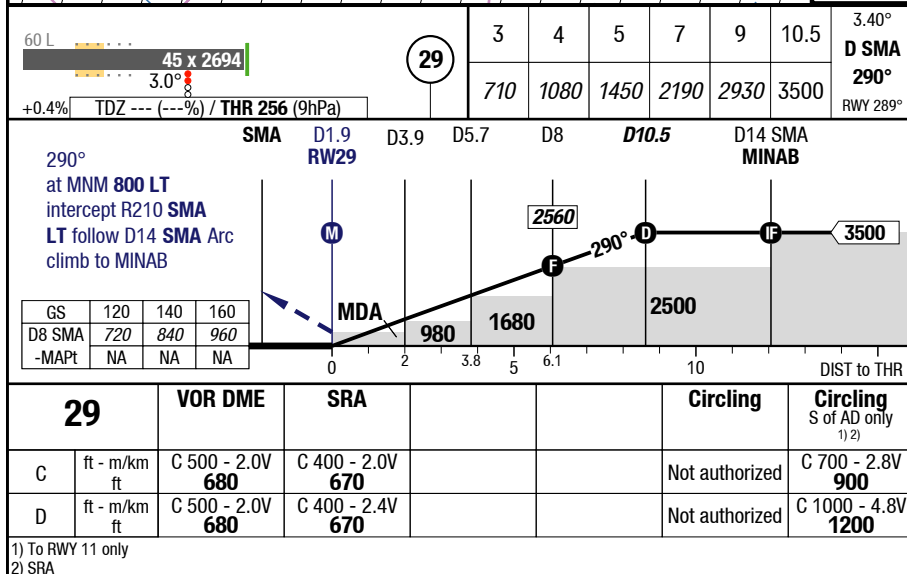 60 L
45 x 2694
3.0°
+0.4%
TDZ --- (---%) / THR 256 (9hPa)
29
3 4 5 7 9 10.5
710 1080 1450 2190 2930 3500
3.40°
D SMA
290°
RWY 289°
SMA D1.9 D3.9 D5.7 D8 D10.5 D14 SMA
RW29 MINAB
290°
at MNM 800 LT
intercept R210 SMA
LT follow D14 SMA Arc
climb to MINAB
M
2560
290°
D
IF
3500
F
MDA
980
1680
2500
GS 120 140 160
D8 SMA 720 840 960
-MAPt NA NA NA
0 2 3.8 5 6.1 10 DIST to THR
29 VOR DME SRA Circling Circling
S of AD only
1) 2)
C ft - m/km C 500 - 2.0V C 400 - 2.0V Not authorized C 700 - 2.8V
ft 680 670 900
D ft - m/km C 500 - 2.0V C 400 - 2.4V Not authorized C 1000 - 4.8V
ft 680 670 1200
1) To RWY 11 only
2) SRA